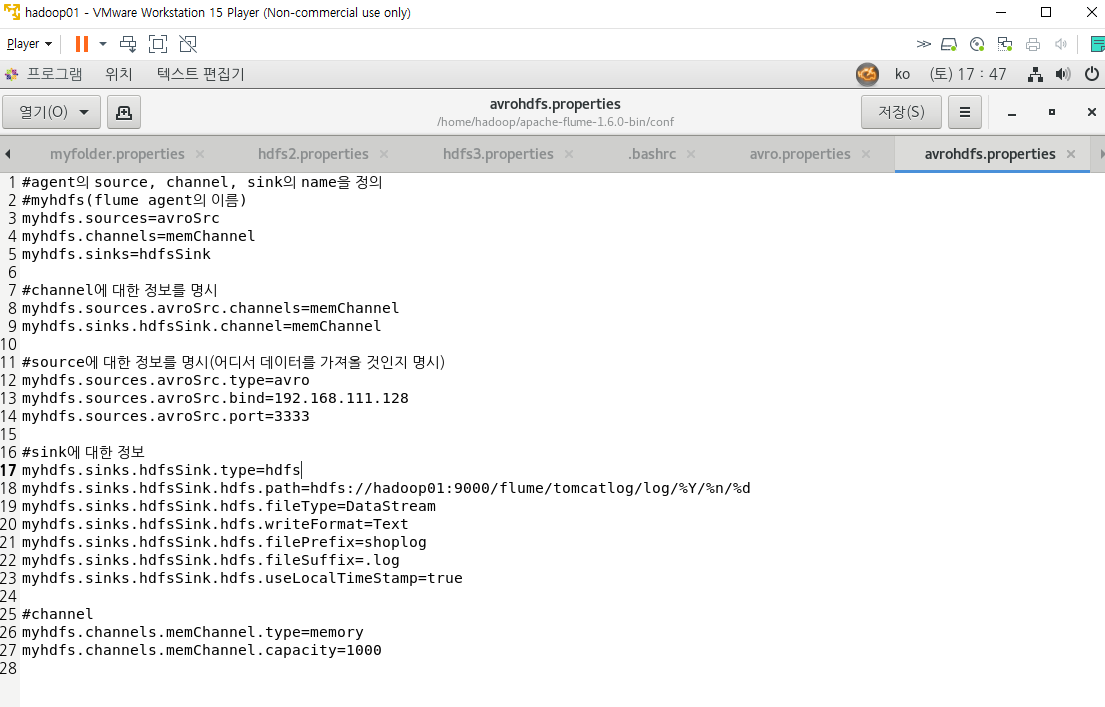 hadoop01 - VMware Workstation 15 Player (Non-commercial use only)
Player
프로그램 위치 텍스트 편집기 ko (토) 17 : 47
열기(O) avrohdfs.properties 저장(S)
/home/hadoop/apache-flume-1.6.0-bin/conf
myfolder.properties hdfs2.properties hdfs3.properties .bashrc avro.properties avrohdfs.properties
1 #agent의 source, channel, sink의 name을 정의
2 #myhdfs(flume agent의 이름)
3 myhdfs.sources=avroSrc
4 myhdfs.channels=memChannel
5 myhdfs.sinks=hdfsSink
6
7 #channel에 대한 정보를 명시
8 myhdfs.sources.avroSrc.channels=memChannel
9 myhdfs.sinks.hdfsSink.channel=memChannel
10
11 #source에 대한 정보를 명시(어디서 데이터를 가져올 것인지 명시)
12 myhdfs.sources.avroSrc.type=avro
13 myhdfs.sources.avroSrc.bind=192.168.111.128
14 myhdfs.sources.avroSrc.port=3333
15
16 #sink에 대한 정보
17 myhdfs.sinks.hdfsSink.type=hdfs
18 myhdfs.sinks.hdfsSink.hdfs.path=hdfs://hadoop01:9000/flume/tomcatlog/log/%Y/%n/%d
19 myhdfs.sinks.hdfsSink.hdfs.fileType=DataStream
20 myhdfs.sinks.hdfsSink.hdfs.writeFormat=Text
21 myhdfs.sinks.hdfsSink.hdfs.filePrefix=shoplog
22 myhdfs.sinks.hdfsSink.hdfs.fileSuffix=.log
23 myhdfs.sinks.hdfsSink.hdfs.useLocalTimeStamp=true
24
25 #channel
26 myhdfs.channels.memChannel.type=memory
27 myhdfs.channels.memChannel.capacity=1000
28